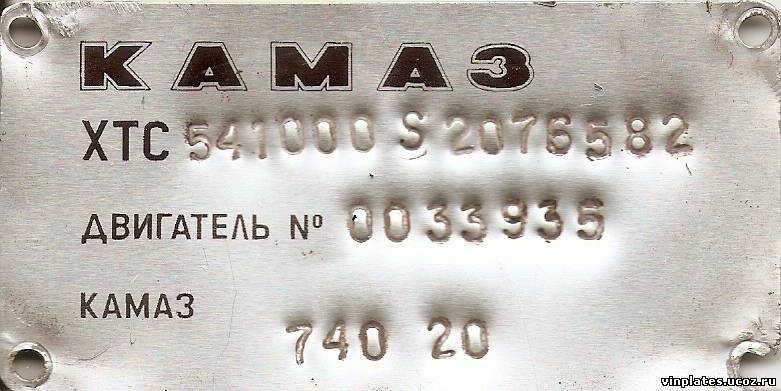 КАМАЗ
ХТС 541000 S 2076582
ДВИГАТЕЛЬ № 0033935
КАМАЗ
740 20
vinplates.ucoz.ru